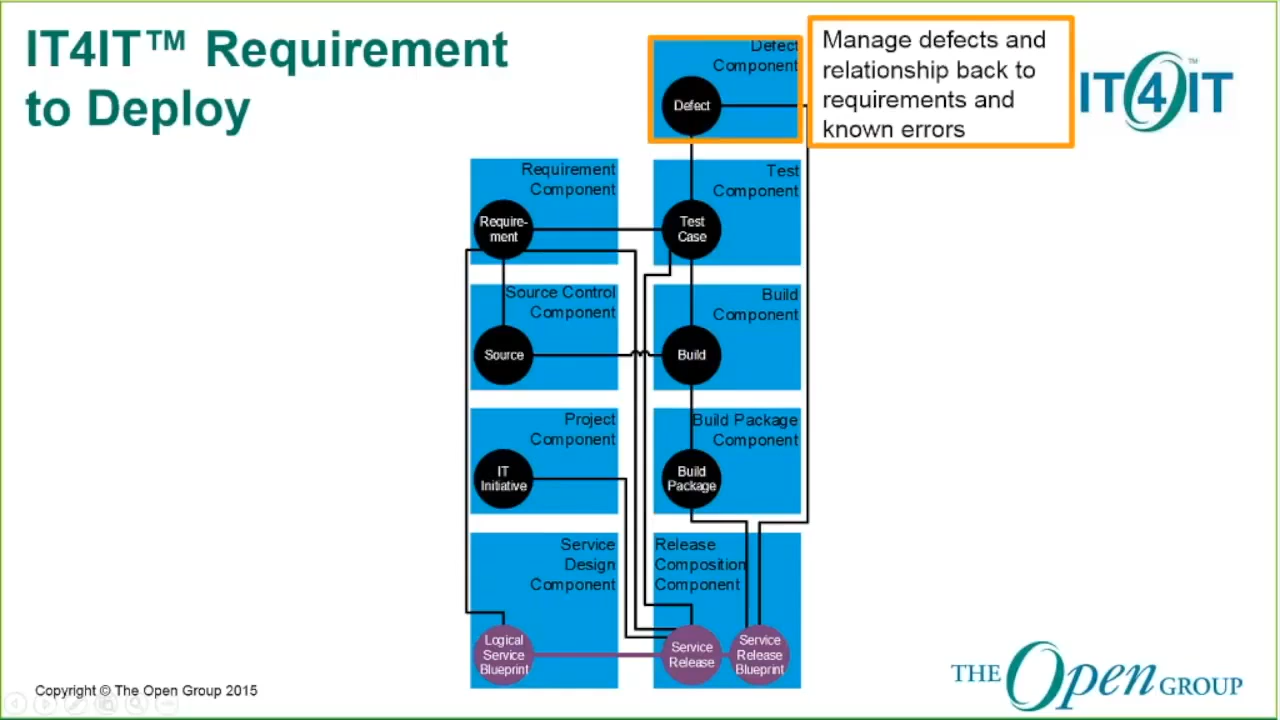 IT4IT™ Requirement
to Deploy
Defect
Component
Defect
Manage defects and
relationship back to
requirements and
known errors
IT4IT™
Requirement
Component
Require-
ment
Test
Component
Test
Case
Source Control
Component
Source
Build
Component
Build
Project
Component
IT
Initiative
Build Package
Component
Build
Package
Service
Design
Component
Logical
Service
Blueprint
Release
Composition
Component
Service
Release
Service
Release
Blueprint
Copyright © The Open Group 2015
THE Open GROUP